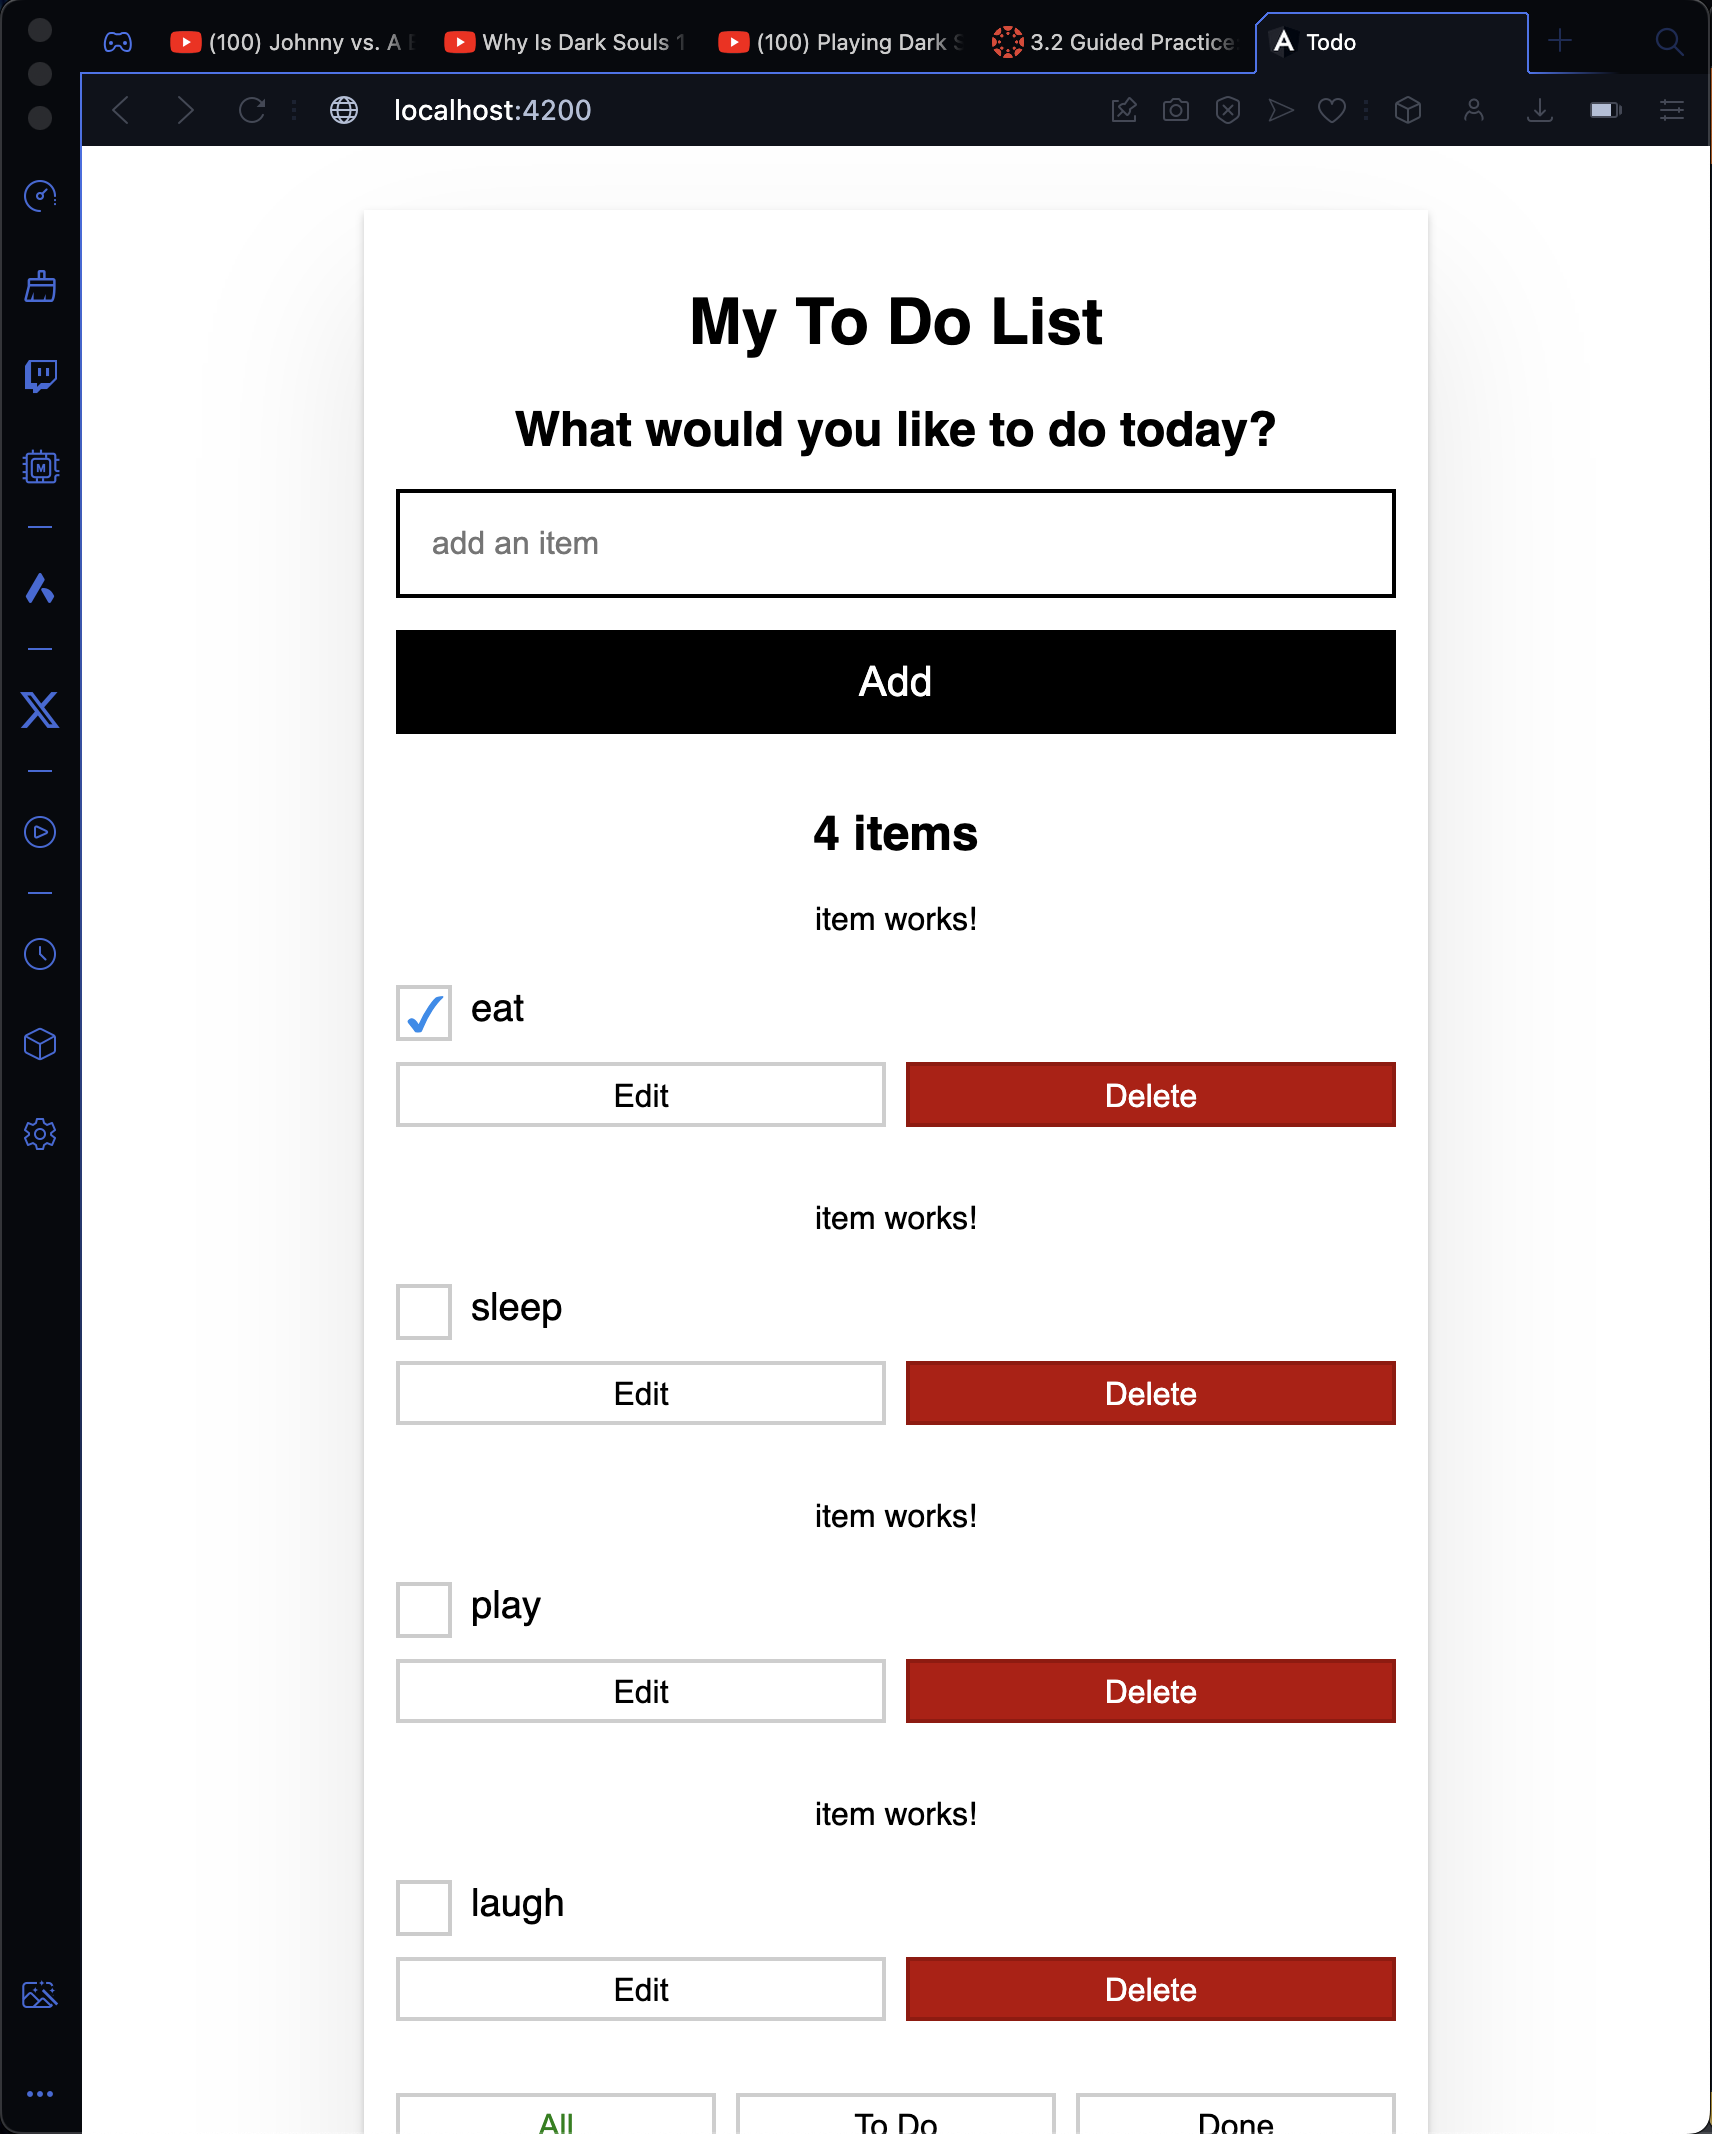 (100) Johnny vs. A
Why Is Dark Souls 1
(100) Playing Dark S
3.2 Guided Practice
Todo
localhost:4200
My To Do List
What would you like to do today?
add an item
Add
4 items
item works!
eat
Edit
Delete
item works!
sleep
Edit
Delete
item works!
play
Edit
Delete
item works!
laugh
Edit
Delete
All
To Do
Done